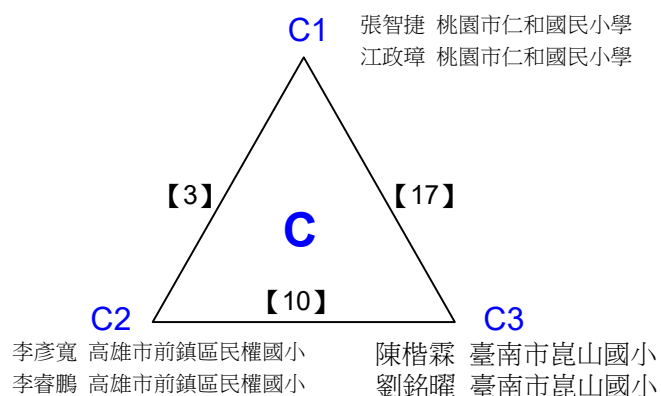 C1
張智捷 桃園市仁和國民小學
江政璋 桃園市仁和國民小學
【3】
【17】
C
【10】
C2
C3
李彥寬 高雄市前鎮區民權國小
李睿鵬 高雄市前鎮區民權國小
陳楷霖 臺南市崑山國小
劉銘曜 臺南市崑山國小